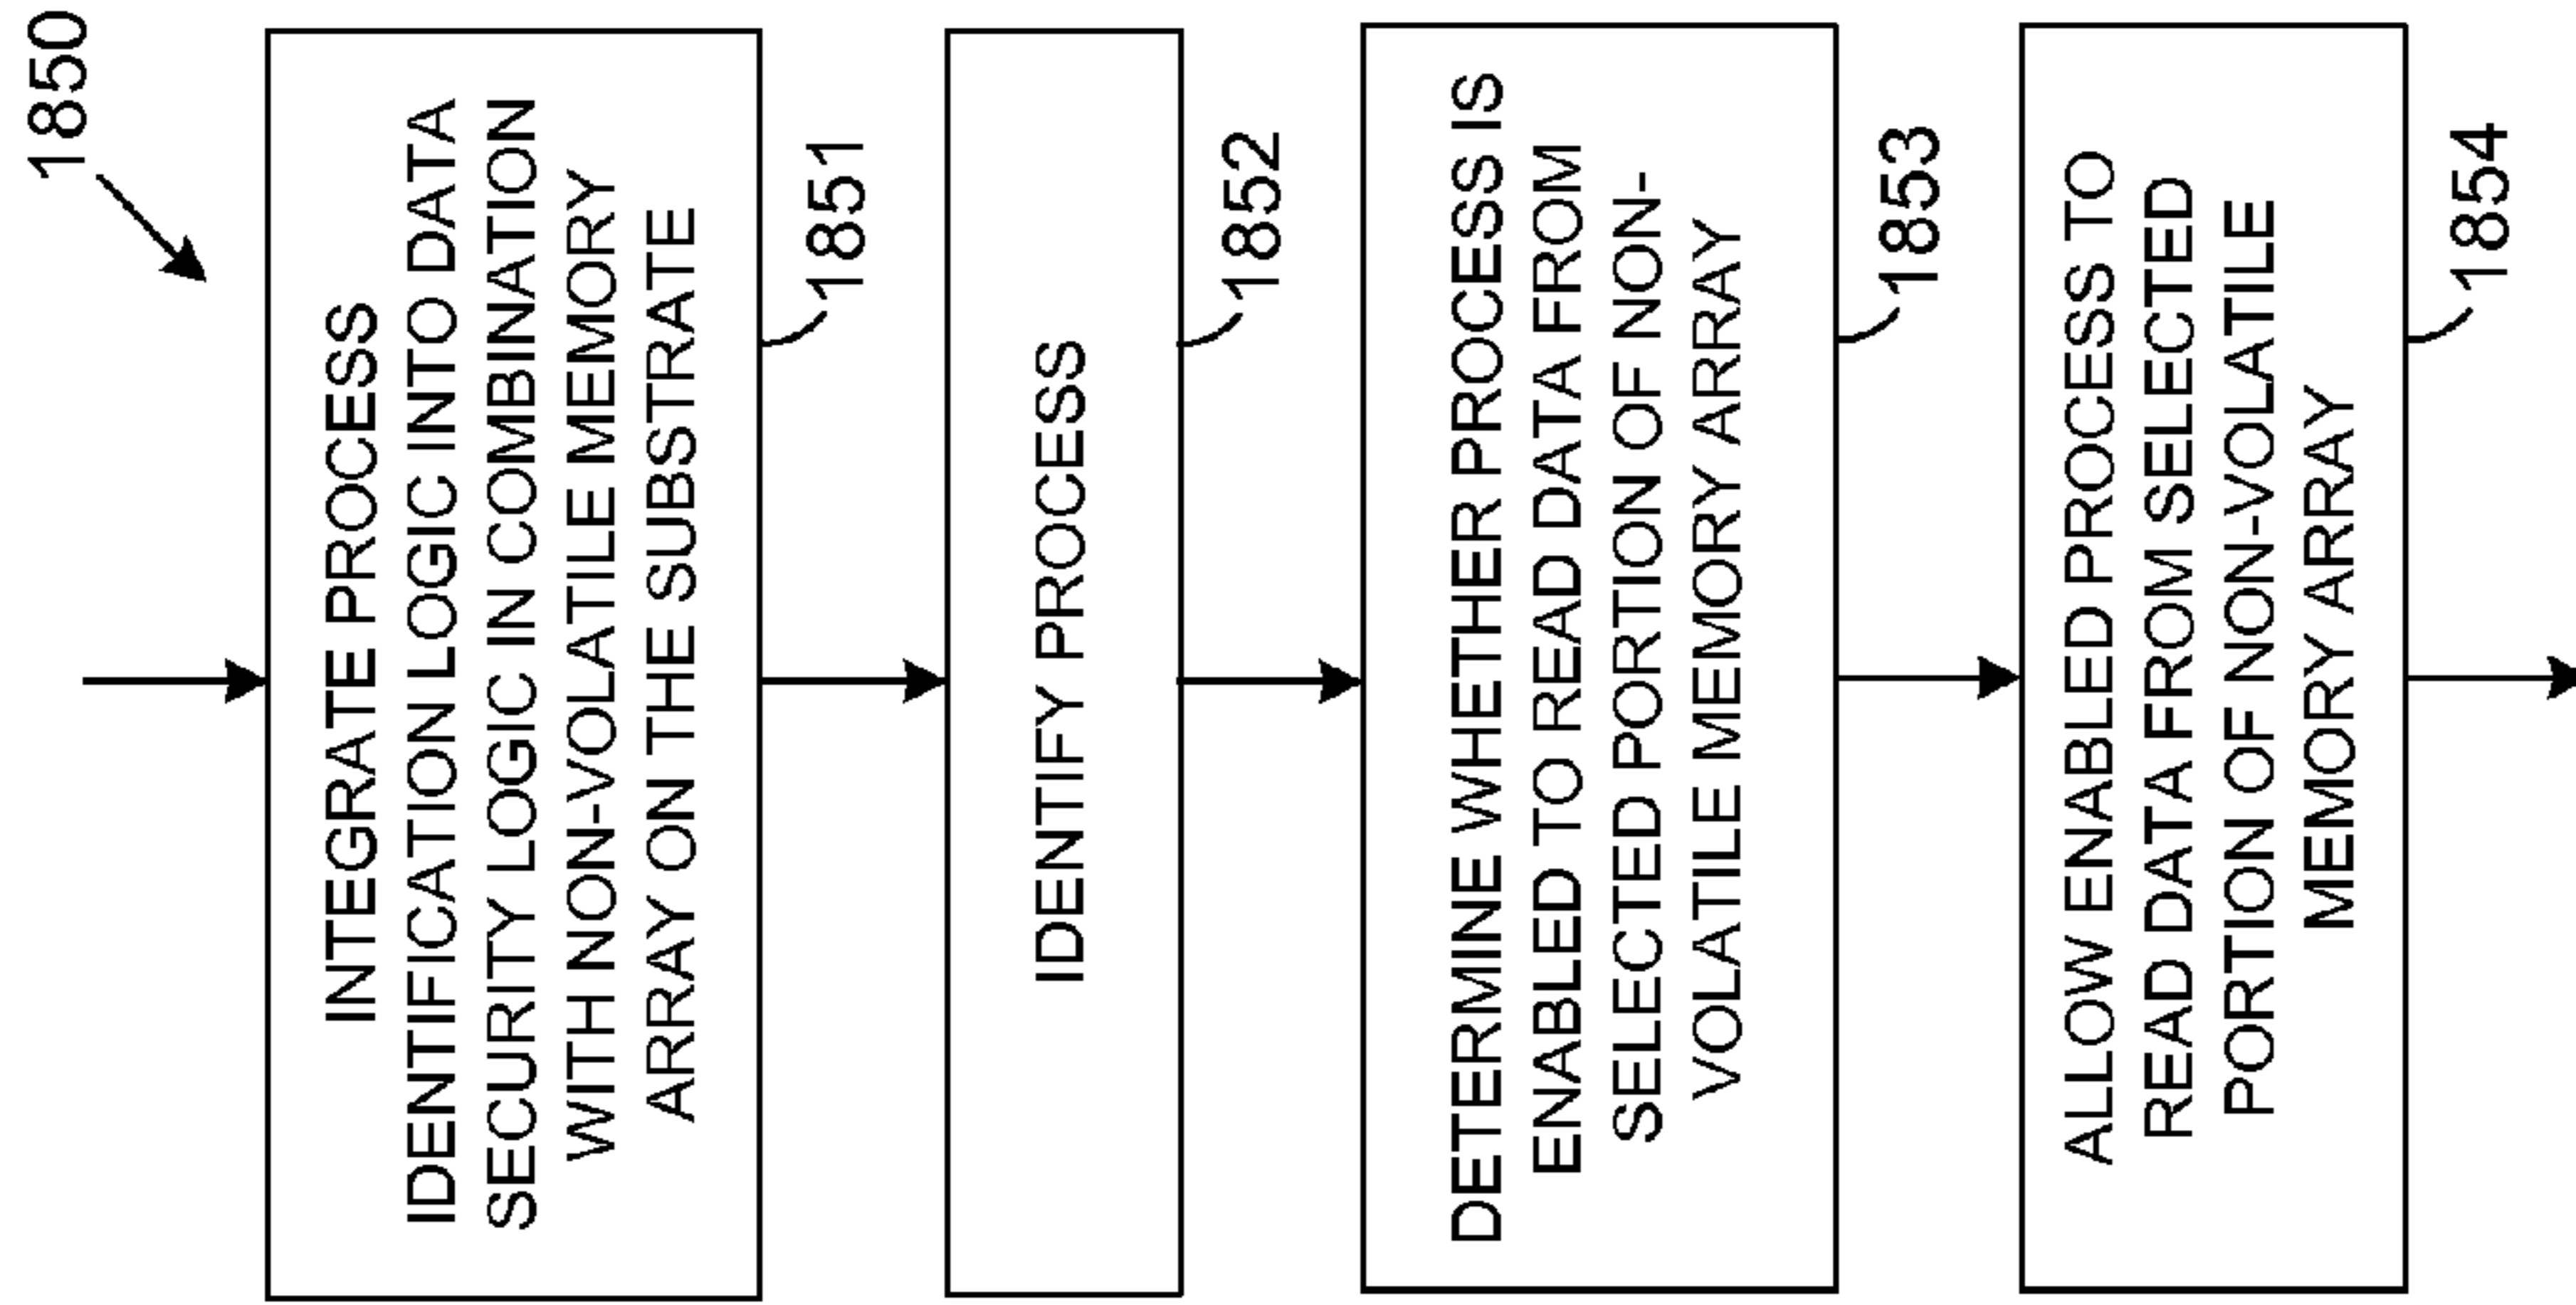 1850
INTEGRATE PROCESS
IDENTIFICATION LOGIC INTO DATA
SECURITY LOGIC IN COMBINATION
WITH NON-VOLATILE MEMORY
ARRAY ON THE SUBSTRATE
1851
IDENTIFY PROCESS
1852
DETERMINE WHETHER PROCESS IS
ENABLED TO READ DATA FROM
SELECTED PORTION OF NON-
VOLATILE MEMORY ARRAY
1853
ALLOW ENABLED PROCESS TO
READ DATA FROM SELECTED
PORTION OF NON-VOLATILE
MEMORY ARRAY
1854